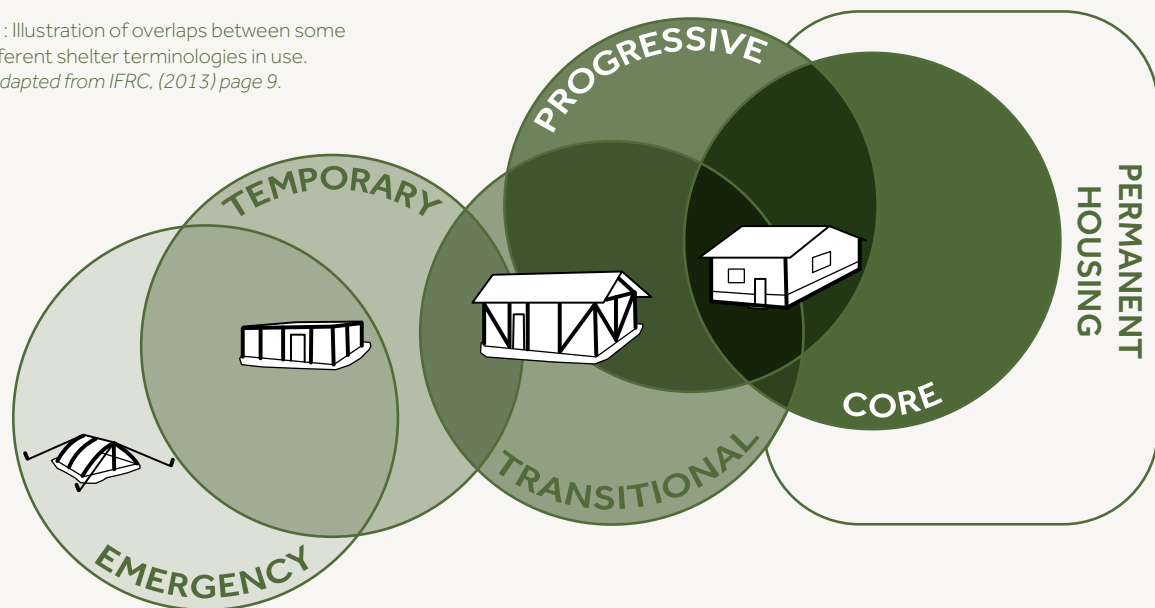 : Illustration of overlaps between some
ferent shelter terminologies in use.
dapted from IFRC, (2013) page 9.
PROGRESSIVE
TEMPORARY
PERMANENT
HOUSING
CORE
TRANSITIONAL
EMERGENCY